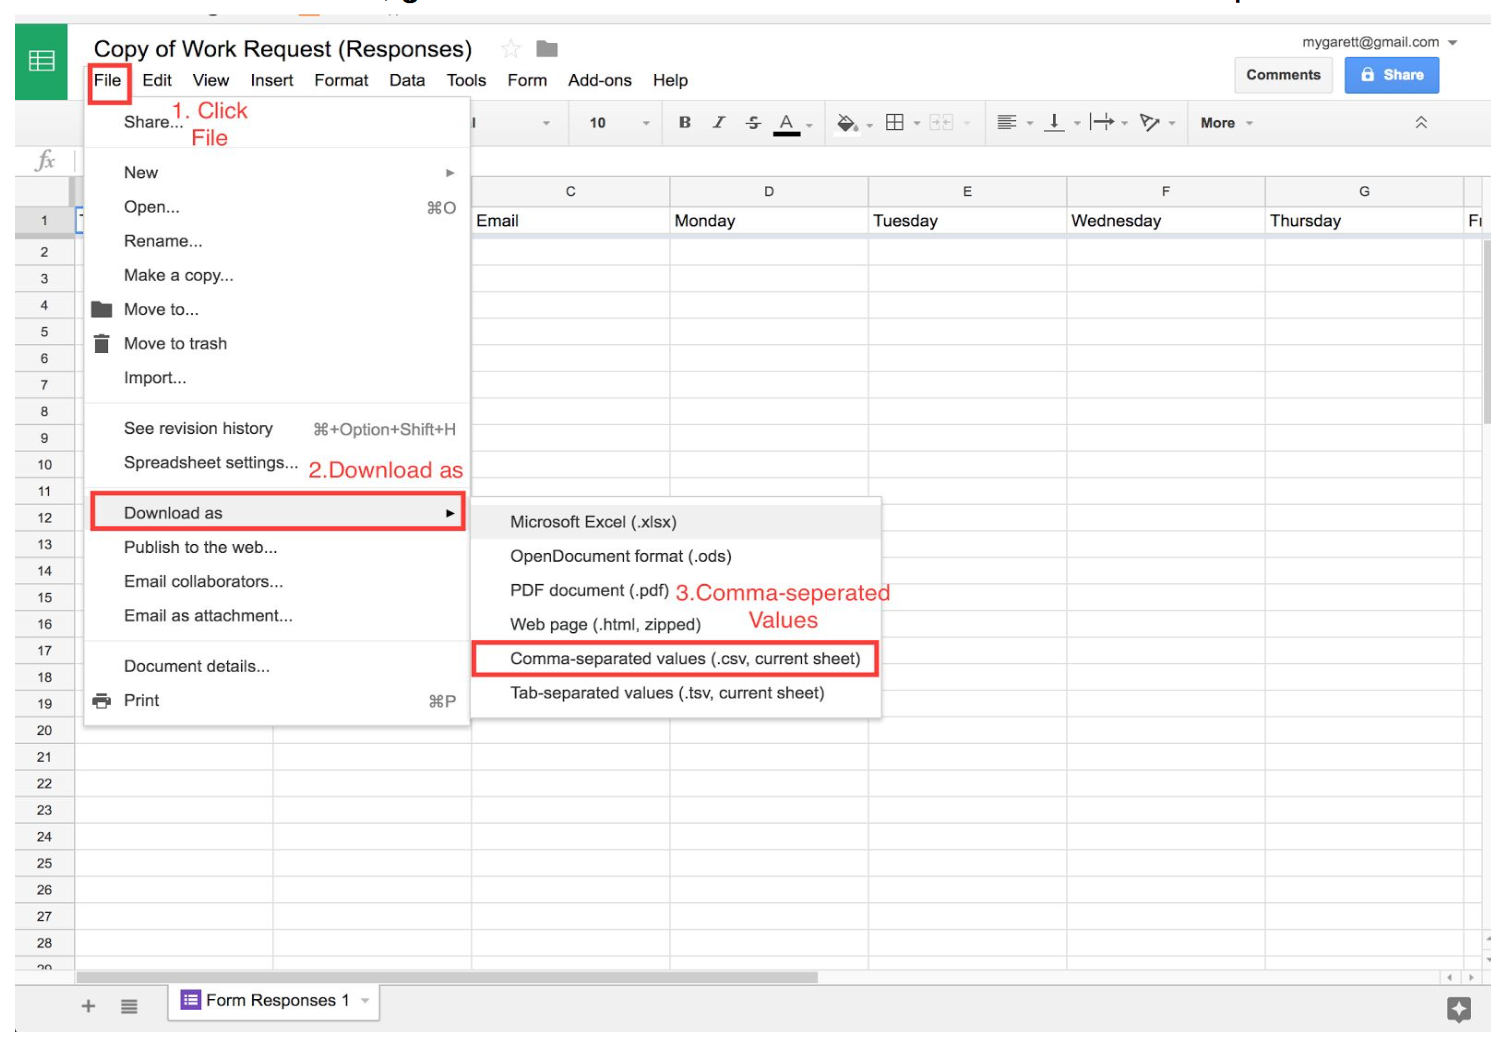 Copy of Work Request (Responses)
mygarett@gmail.com
File Edit View Insert Format Data Tools Form Add-ons Help
Comments
Share
1. Click
File
Share...
10
B I S A
More
fx
New
Open... ⌘O
Rename...
Make a copy...
Move to...
Move to trash
Import...
See revision history ⌘+Option+Shift+H
Spreadsheet settings...
2.Download as
Download as
Publish to the web...
Email collaborators...
Email as attachment...
Document details...
Print ⌘P
Microsoft Excel (.xlsx)
OpenDocument format (.ods)
PDF document (.pdf)
3.Comma-seperated
Values
Web page (.html, zipped)
Comma-separated values (.csv, current sheet)
Tab-separated values (.tsv, current sheet)
C D E F G
1 Email Monday Tuesday Wednesday Thursday
2
3
4
5
6
7
8
9
10
11
12
13
14
15
16
17
18
19
20
21
22
23
24
25
26
27
28
Form Responses 1